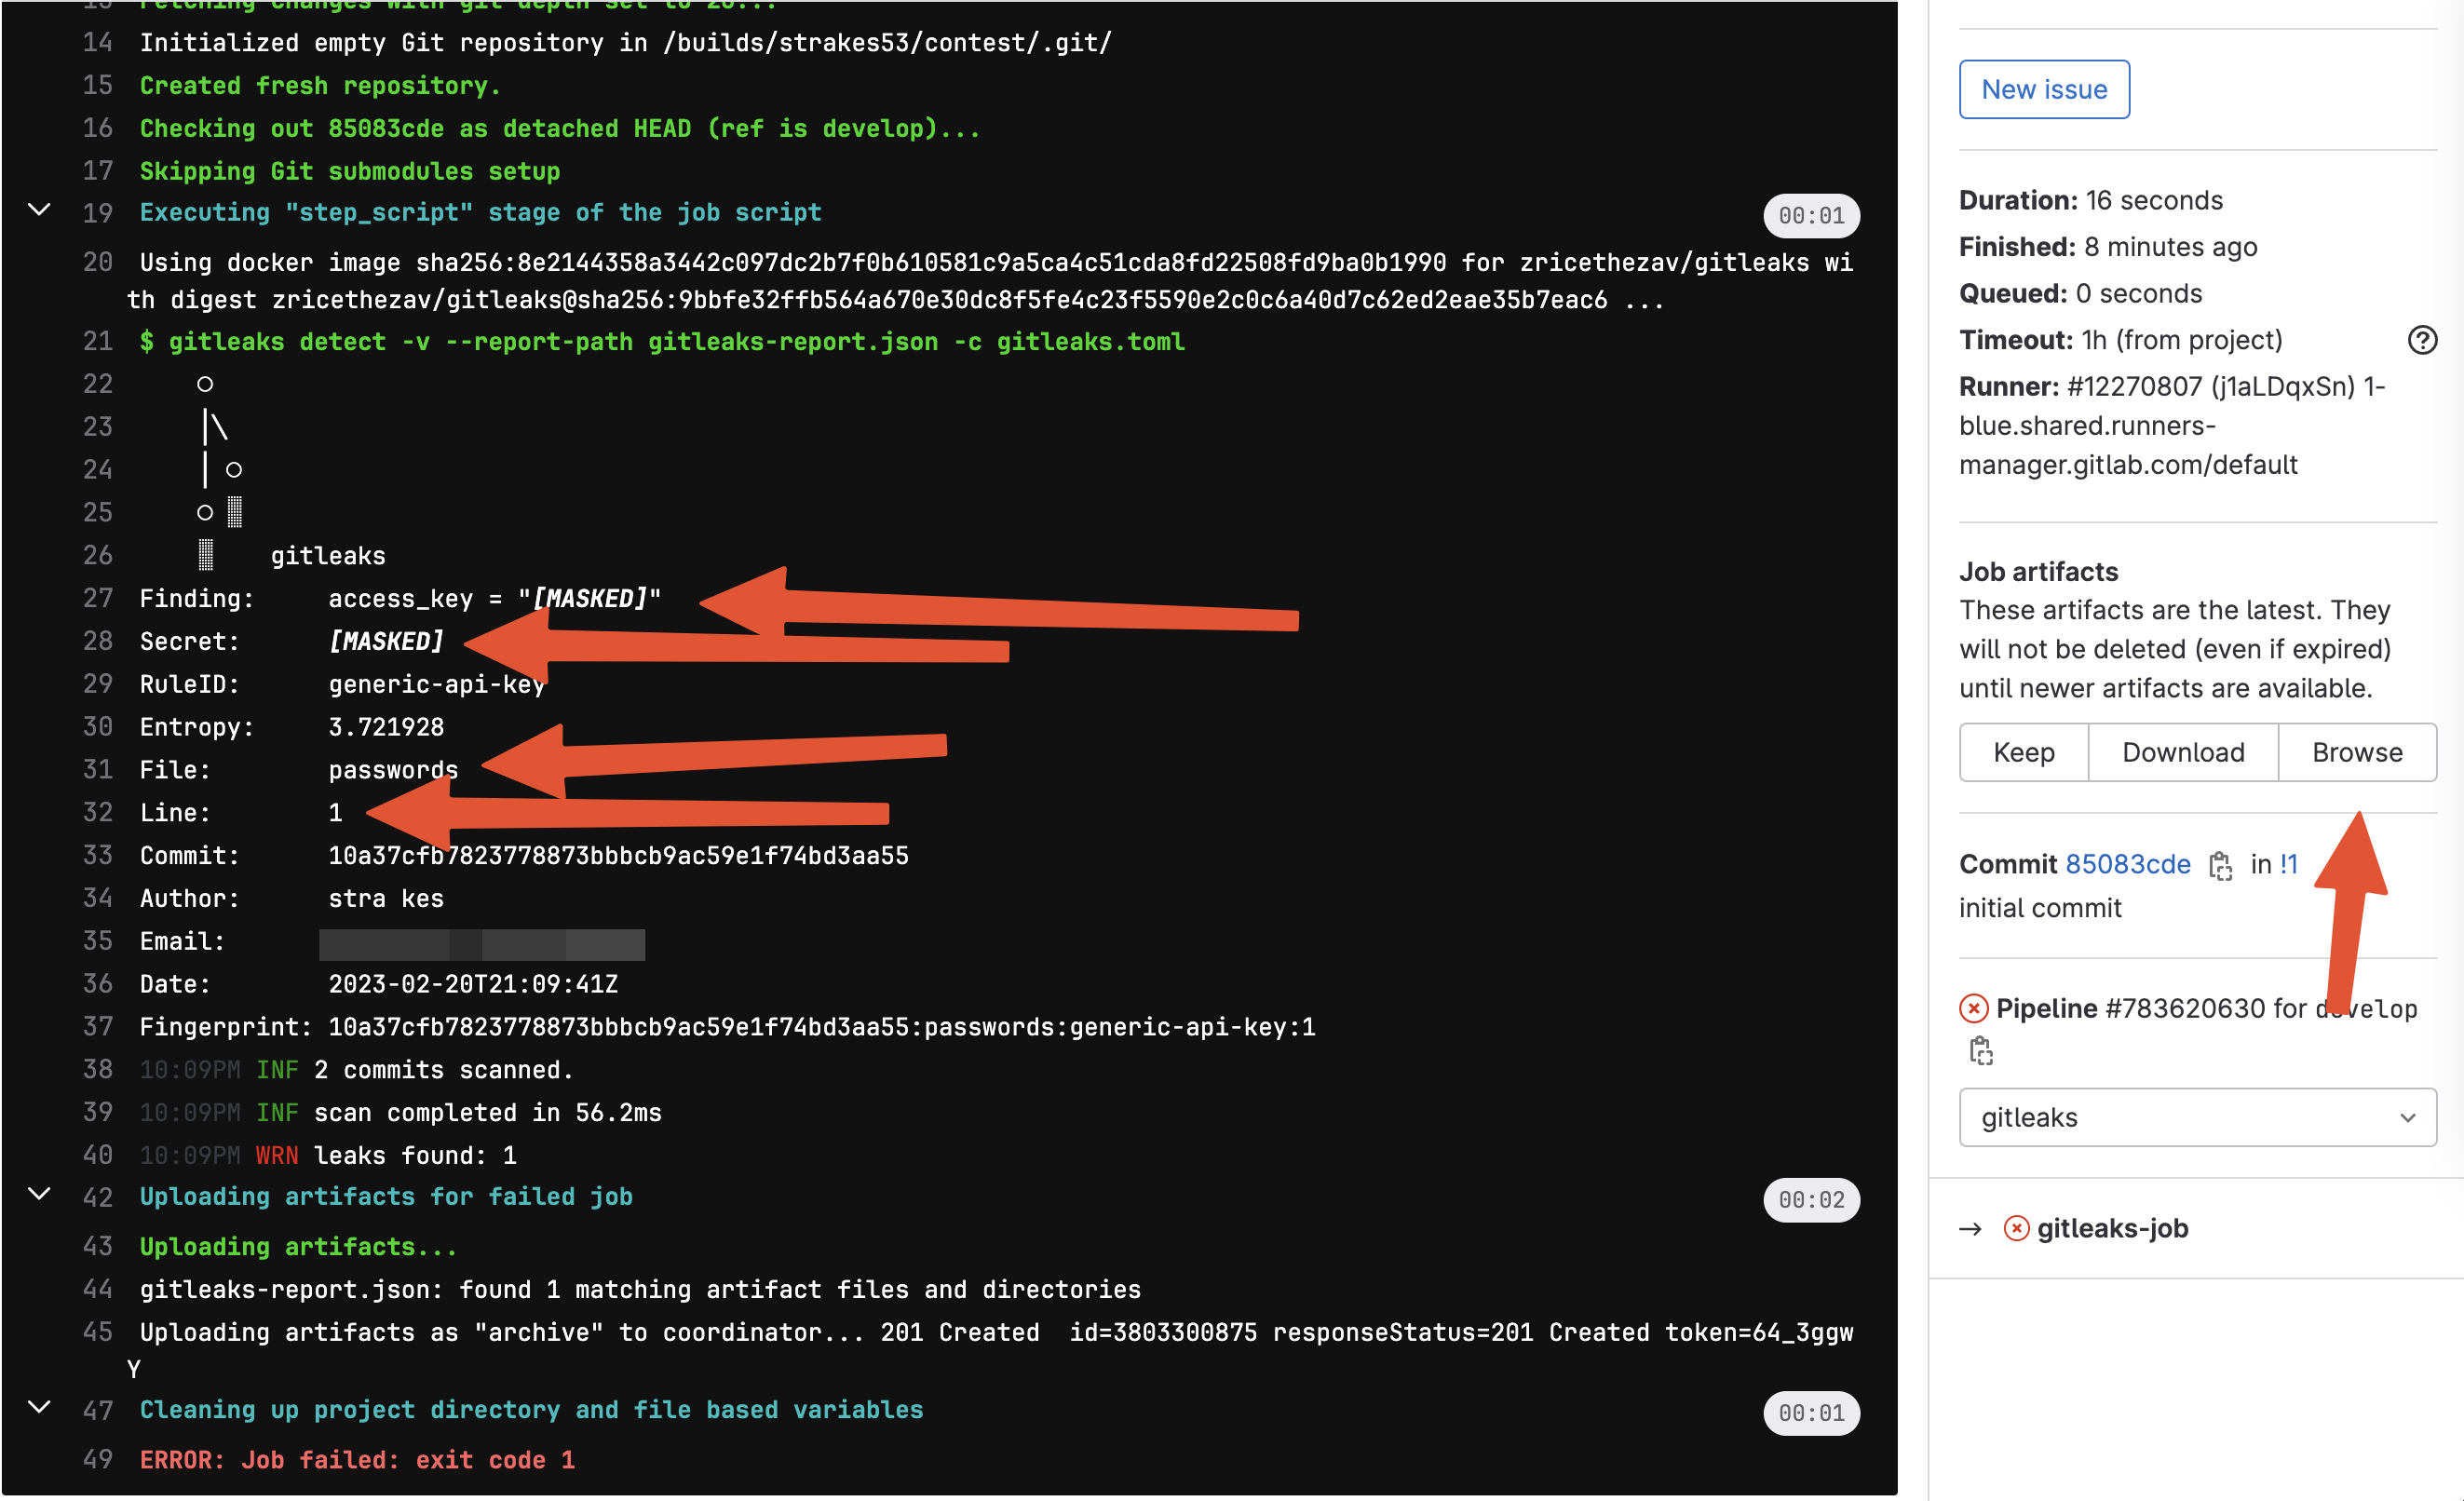 13 Fetching changes with git depth set to 20...
14 Initialized empty Git repository in /builds/strakes53/contest/.git/
15 Created fresh repository.
16 Checking out 85083cde as detached HEAD (ref is develop)...
17 Skipping Git submodules setup
19 Executing "step_script" stage of the job script 00:01
20 Using docker image sha256:8e2144358a3442c097dc2b7f0b610581c9a5ca4c51cda8fd22508fd9ba0b1990 for zricethezav/gitleaks wi
th digest zricethezav/gitleaks@sha256:9bbfe32ffb564a670e30dc8f5fe4c23f5590e2c0c6a40d7c62ed2eae35b7eac6 ...
21 $ gitleaks detect -v --report-path gitleaks-report.json -c gitleaks.toml
22 ○
23 │\
24 │ ○
25 ○ ░
26 ░ gitleaks
27 Finding: access_key = "[MASKED]"
28 Secret: [MASKED]
29 RuleID: generic-api-key
30 Entropy: 3.721928
31 File: passwords
32 Line: 1
33 Commit: 10a37cfb7823778873bbbcb9ac59e1f74bd3aa55
34 Author: stra kes
35 Email:
36 Date: 2023-02-20T21:09:41Z
37 Fingerprint: 10a37cfb7823778873bbbcb9ac59e1f74bd3aa55:passwords:generic-api-key:1
38 10:09PM INF 2 commits scanned.
39 10:09PM INF scan completed in 56.2ms
40 10:09PM WRN leaks found: 1
42 Uploading artifacts for failed job 00:02
43 Uploading artifacts...
44 gitleaks-report.json: found 1 matching artifact files and directories
45 Uploading artifacts as "archive" to coordinator... 201 Created  id=3803300875 responseStatus=201 Created token=64_3ggw
Y
47 Cleaning up project directory and file based variables 00:01
49 ERROR: Job failed: exit code 1
New issue
Duration: 16 seconds
Finished: 8 minutes ago
Queued: 0 seconds
Timeout: 1h (from project) ?
Runner: #12270807 (j1aLDqxSn) 1-
blue.shared.runners-
manager.gitlab.com/default
Job artifacts
These artifacts are the latest. They
will not be deleted (even if expired)
until newer artifacts are available.
Keep Download Browse
Commit 85083cde in !1
initial commit
Pipeline #783620630 for develop
gitleaks
→ gitleaks-job